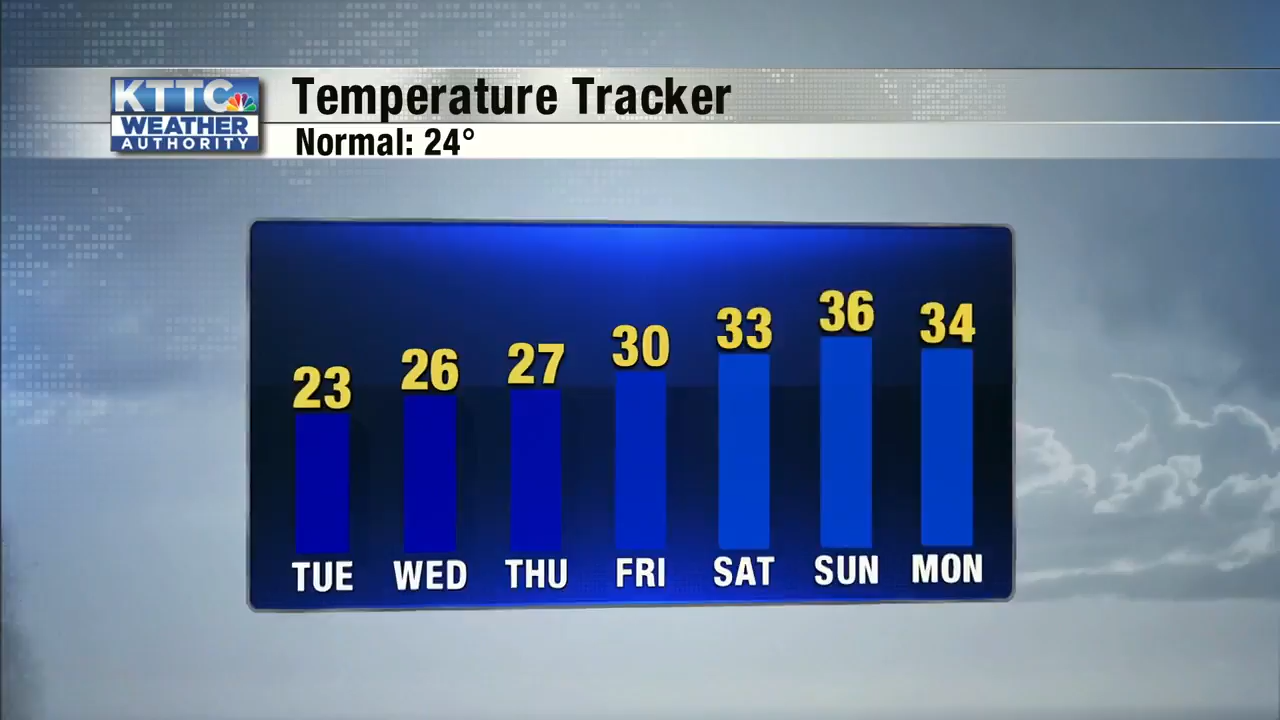 KTTC
WEATHER
AUTHORITY
Temperature Tracker
Normal: 24°
23 26 27 30 33 36 34
TUE WED THU FRI SAT SUN MON